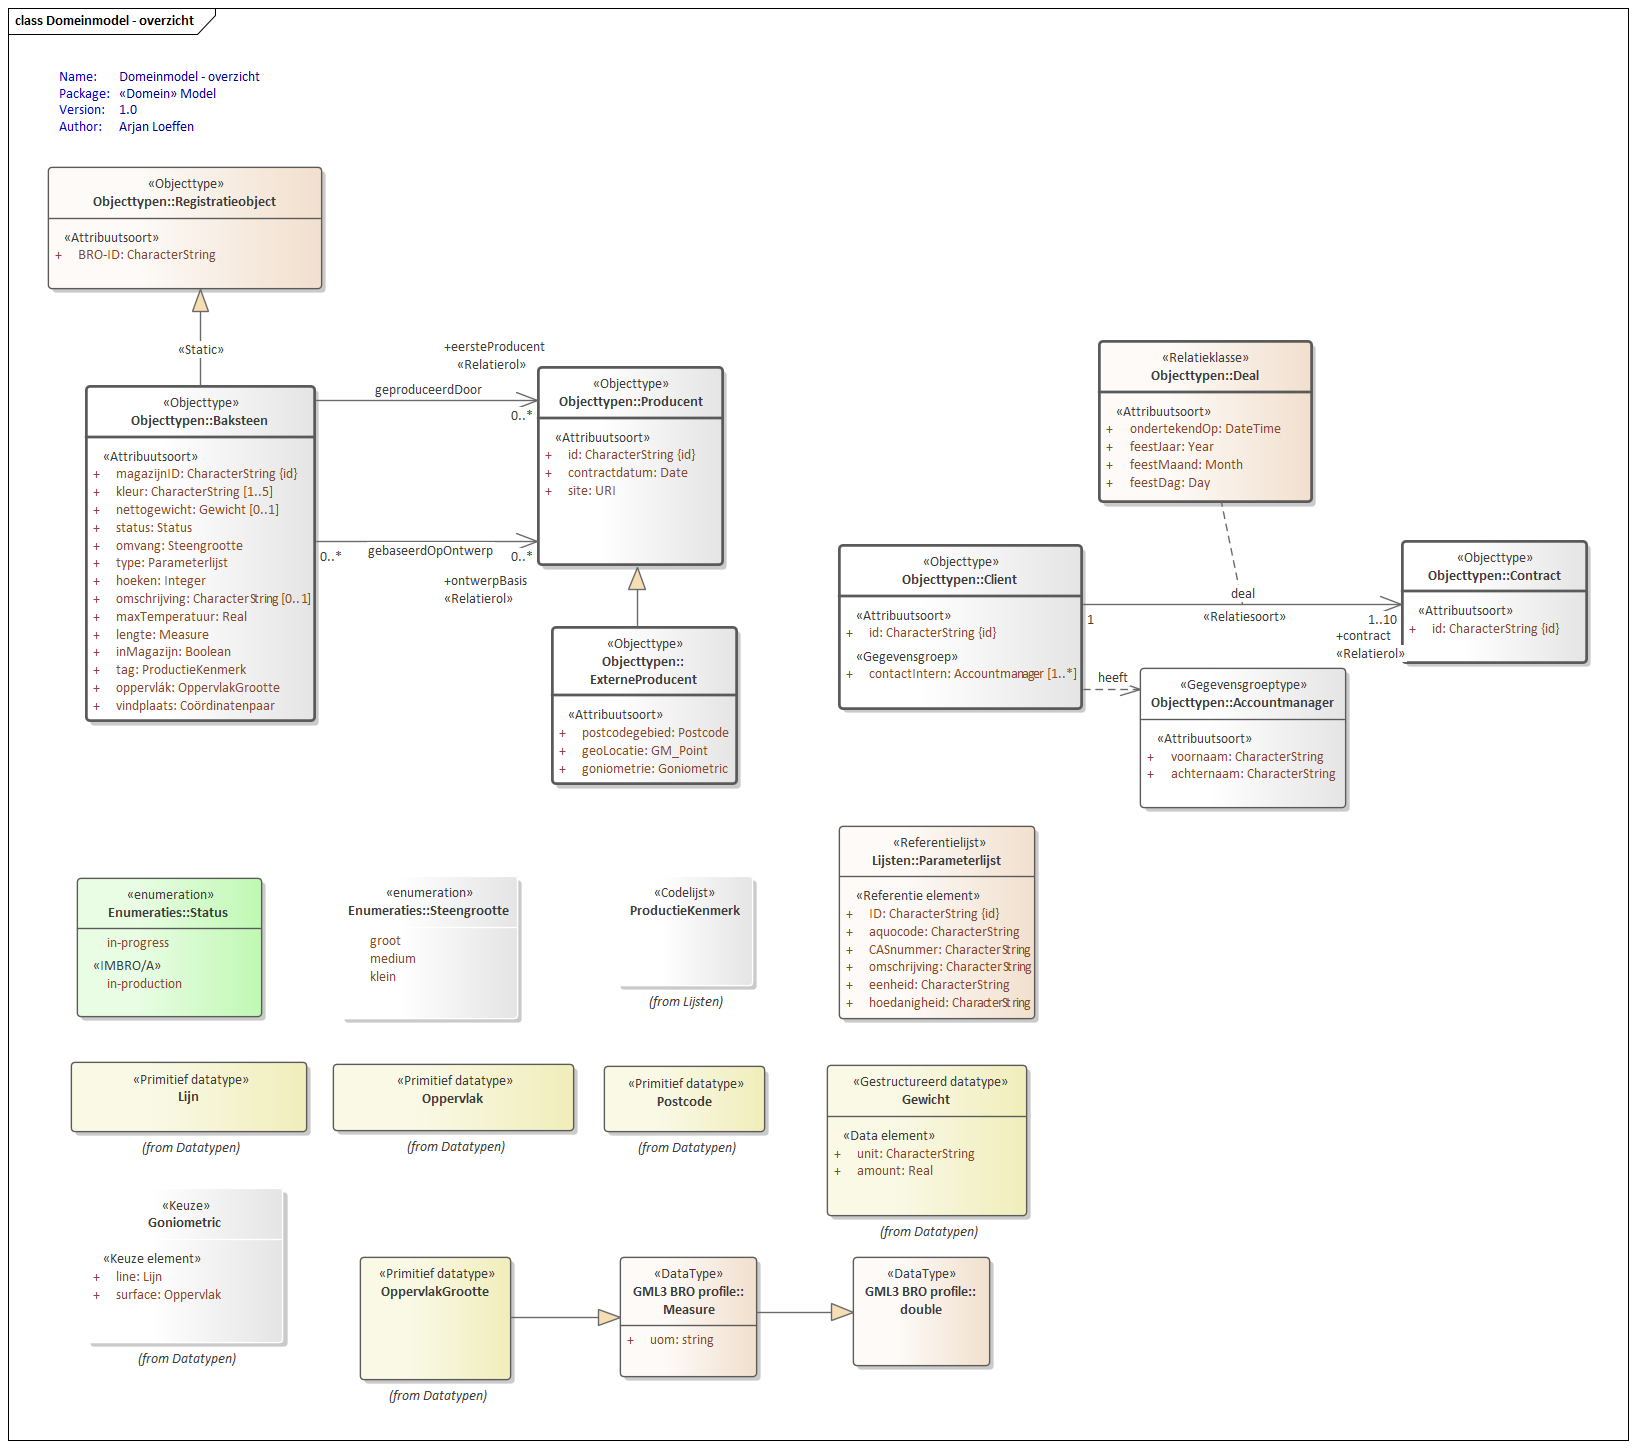 class Domeinmodel - overzicht
Name: Domeinmodel - overzicht
Package: «Domein» Model
Version: 1.0
Author: Arjan Loeffen
«Objecttype»
Objecttypen::Registratieobject
«Attribuutsoort»
+ BRO-ID: CharacterString
«Static»
«Objecttype»
Objecttypen::Baksteen
«Attribuutsoort»
+ magazijnID: CharacterString {id}
+ kleur: CharacterString [1..5]
+ nettogewicht: Gewicht [0..1]
+ status: Status
+ omvang: Steengrootte
+ type: Parameterlijst
+ hoeken: Integer
+ omschrijving: CharacterString [0..1]
+ maxTemperatuur: Real
+ lengte: Measure
+ inMagazijn: Boolean
+ tag: ProductieKenmerk
+ oppervlák: OppervlakGrootte
+ vindplaats: Coördinatenpaar
+eersteProducent
«Relatierol»
geproduceerdDoor
0..*
0..*
gebaseerdOpOntwerp
0..*
+ontwerpBasis
«Relatierol»
«Objecttype»
Objecttypen::Producent
«Attribuutsoort»
+ id: CharacterString {id}
+ contractdatum: Date
+ site: URI
«Objecttype»
Objecttypen::
ExterneProducent
«Attribuutsoort»
+ postcodegebied: Postcode
+ geoLocatie: GM_Point
+ goniometrie: Goniometric
«Relatieklasse»
Objecttypen::Deal
«Attribuutsoort»
+ ondertekendOp: DateTime
+ feestJaar: Year
+ feestMaand: Month
+ feestDag: Day
«Objecttype»
Objecttypen::Client
«Attribuutsoort»
+ id: CharacterString {id}
«Gegevensgroep»
+ contactIntern: Accountmanager [1..*]
deal
1
«Relatiesoort»
1..10
+contract
«Relatierol»
«Objecttype»
Objecttypen::Contract
«Attribuutsoort»
+ id: CharacterString {id}
heeft
«Gegevensgroeptype»
Objecttypen::Accountmanager
«Attribuutsoort»
+ voornaam: CharacterString
+ achternaam: CharacterString
«enumeration»
Enumeraties::Status
in-progress
«IMBRO/A»
in-production
«enumeration»
Enumeraties::Steengrootte
groot
medium
klein
«Codelijst»
ProductieKenmerk
(from Lijsten)
«Referentielijst»
Lijsten::Parameterlijst
«Referentie element»
+ ID: CharacterString {id}
+ aquocode: CharacterString
+ CASnummer: CharacterString
+ omschrijving: CharacterString
+ eenheid: CharacterString
+ hoedanigheid: CharacterString
«Primitief datatype»
Lijn
(from Datatypen)
«Primitief datatype»
Oppervlak
(from Datatypen)
«Primitief datatype»
Postcode
(from Datatypen)
«Gestructureerd datatype»
Gewicht
«Data element»
+ unit: CharacterString
+ amount: Real
(from Datatypen)
«Keuze»
Goniometric
«Keuze element»
+ line: Lijn
+ surface: Oppervlak
(from Datatypen)
«Primitief datatype»
OppervlakGrootte
(from Datatypen)
«DataType»
GML3 BRO profile::
Measure
+ uom: string
«DataType»
GML3 BRO profile::
double